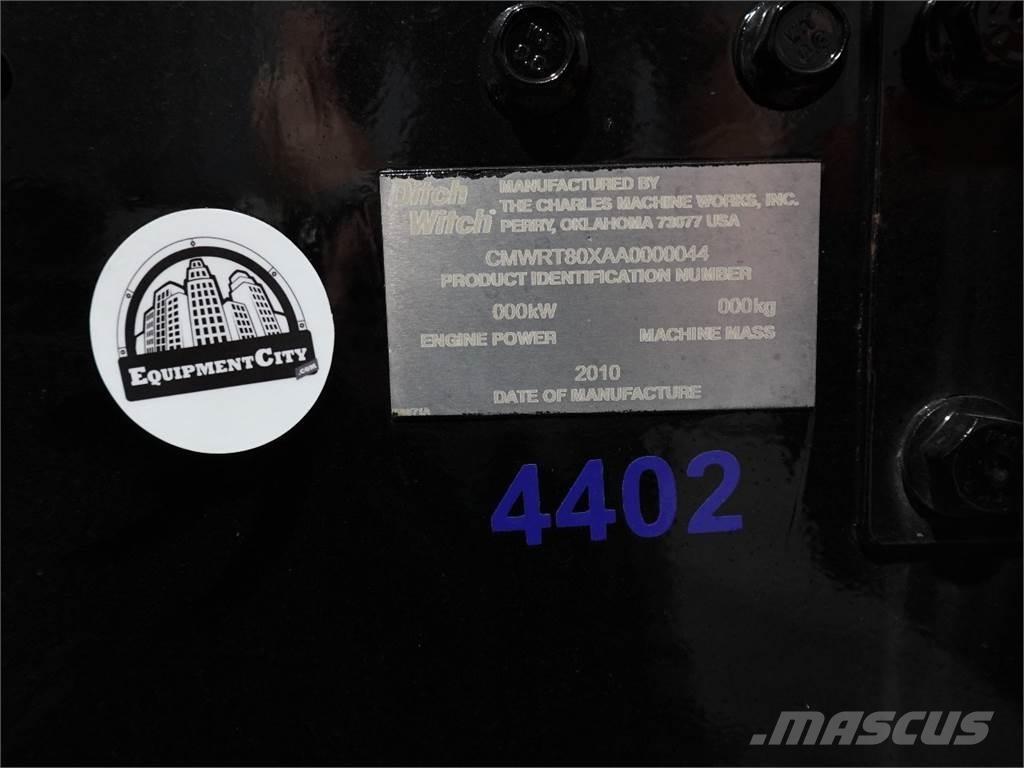 Ditch Witch
MANUFACTURED BY
THE CHARLES MACHINE WORKS, INC.
PERRY, OKLAHOMA 73077 USA
CMWRT80XAA0000044
PRODUCT IDENTIFICATION NUMBER
000kW 000kg
ENGINE POWER MACHINE MASS
2010
DATE OF MANUFACTURE
EQUIPMENTCITY
.COM
4402
MASCUS